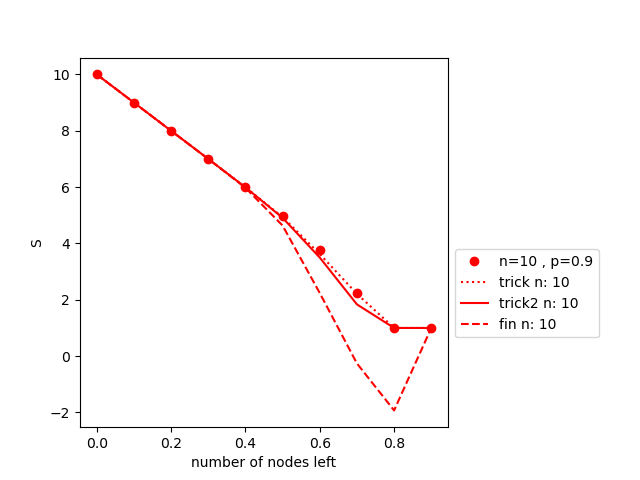 10
8
6
4
2
0
−2
S
0.0 0.2 0.4 0.6 0.8
number of nodes left
n=10 , p=0.9
trick n: 10
trick2 n: 10
fin n: 10